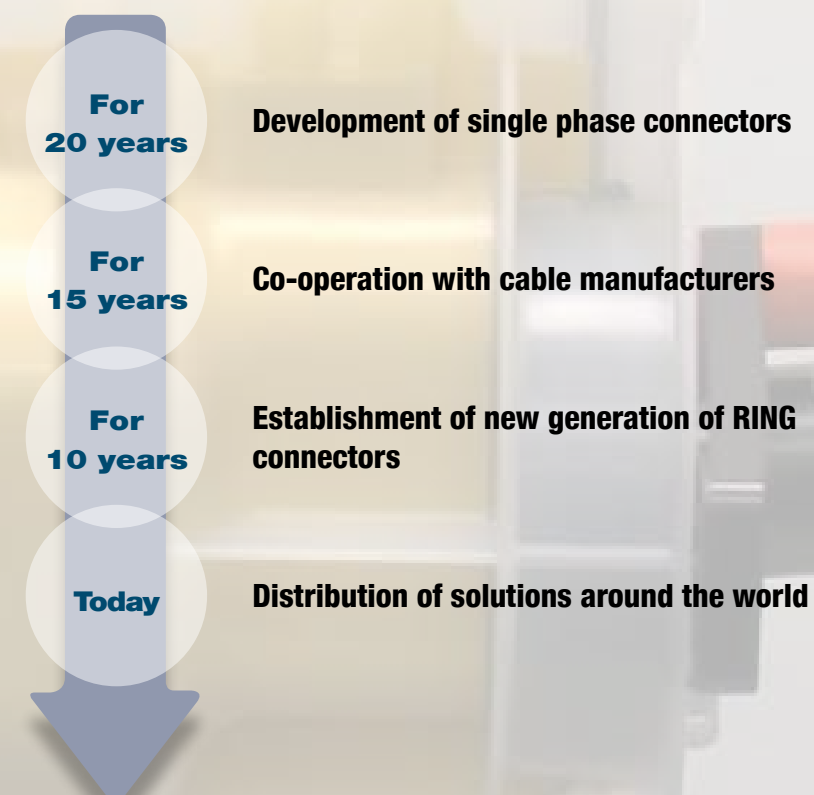 For
20 years
Development of single phase connectors
For
15 years
Co-operation with cable manufacturers
For
10 years
Establishment of new generation of RING
connectors
Today
Distribution of solutions around the world